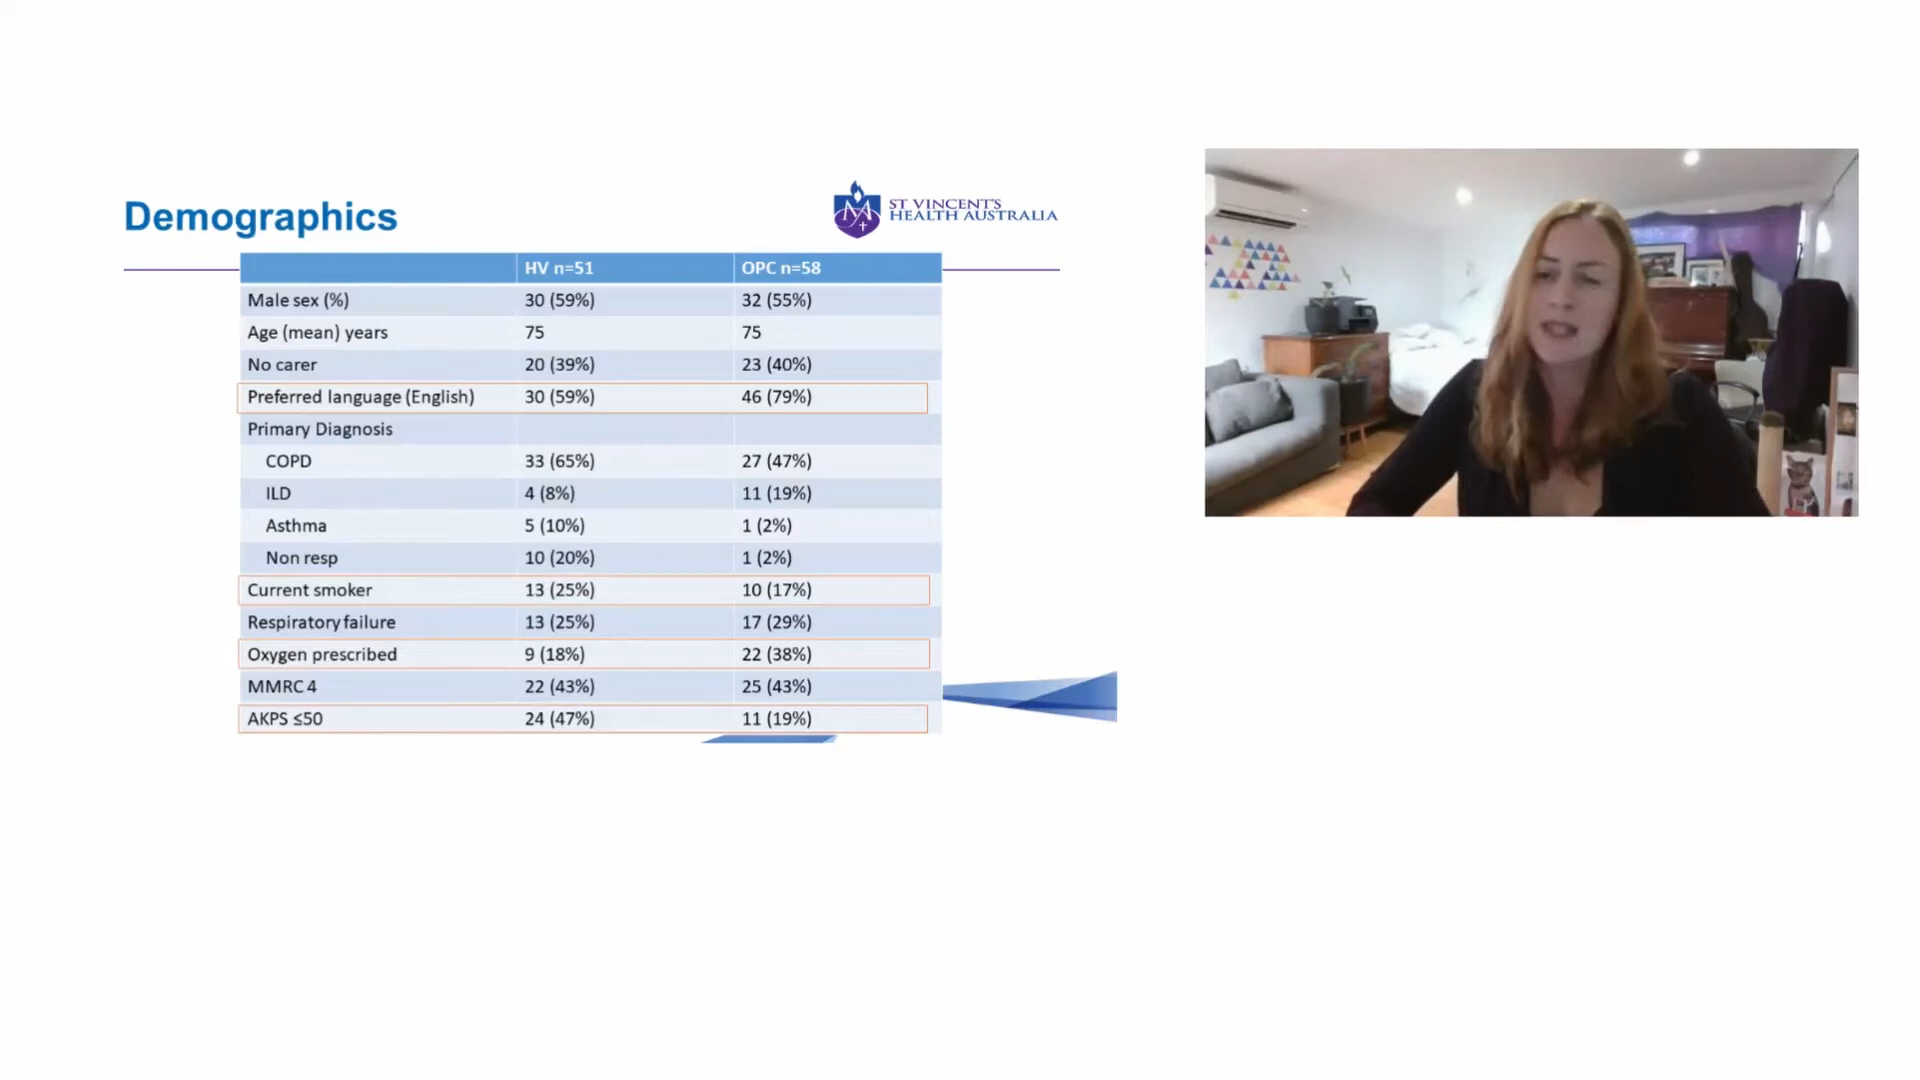 Demographics
ST VINCENT'S
HEALTH AUSTRALIA
HV n=51 OPC n=58
Male sex (%) 30 (59%) 32 (55%)
Age (mean) years 75 75
No carer 20 (39%) 23 (40%)
Preferred language (English) 30 (59%) 46 (79%)
Primary Diagnosis
COPD 33 (65%) 27 (47%)
ILD 4 (8%) 11 (19%)
Asthma 5 (10%) 1 (2%)
Non resp 10 (20%) 1 (2%)
Current smoker 13 (25%) 10 (17%)
Respiratory failure 13 (25%) 17 (29%)
Oxygen prescribed 9 (18%) 22 (38%)
MMRC 4 22 (43%) 25 (43%)
AKPS ≤50 24 (47%) 11 (19%)